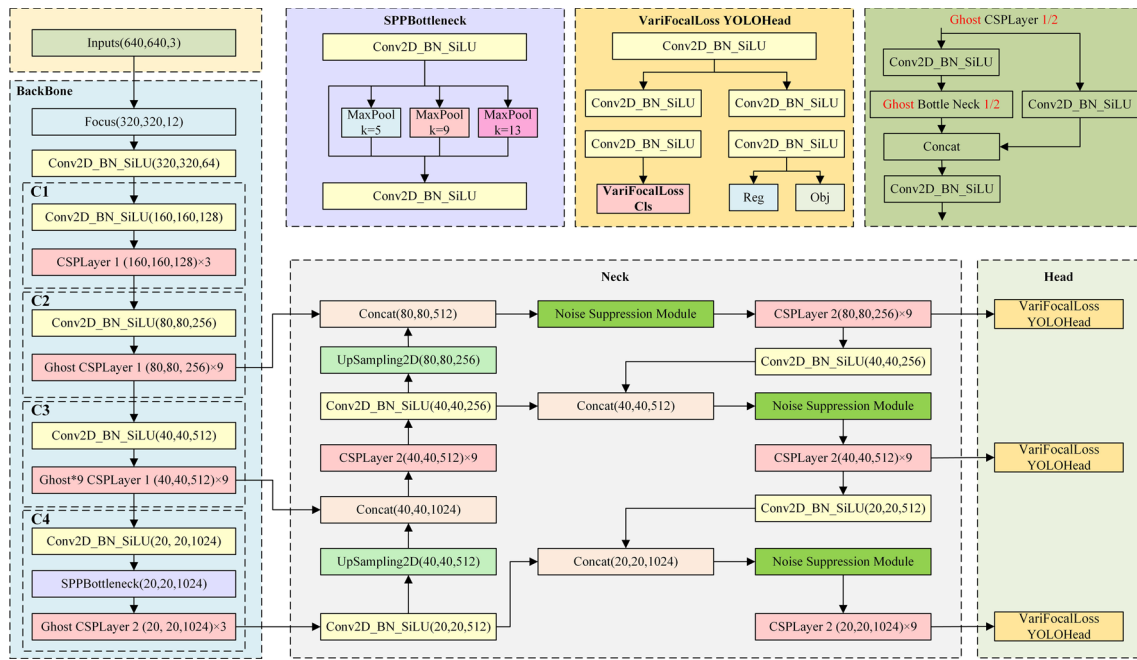 Inputs(640,640,3)
BackBone
Focus(320,320,12)
Conv2D_BN_SiLU(320,320,64)
C1
Conv2D_BN_SiLU(160,160,128)
CSPLayer 1 (160,160,128)×3
C2
Conv2D_BN_SiLU(80,80,256)
Ghost CSPLayer 1 (80,80, 256)×9
C3
Conv2D_BN_SiLU(40,40,512)
Ghost*9 CSPLayer 1 (40,40,512)×9
C4
Conv2D_BN_SiLU(20, 20,1024)
SPPBottleneck(20,20,1024)
Ghost CSPLayer 2 (20, 20,1024)×3
SPPBottleneck
Conv2D_BN_SiLU
MaxPool
k=5
MaxPool
k=9
MaxPool
k=13
Conv2D_BN_SiLU
VariFocalLoss YOLOHead
Conv2D_BN_SiLU
Conv2D_BN_SiLU
Conv2D_BN_SiLU
Conv2D_BN_SiLU
Conv2D_BN_SiLU
VariFocalLoss
Cls
Reg
Obj
Ghost CSPLayer 1/2
Conv2D_BN_SiLU
Ghost Bottle Neck 1/2
Conv2D_BN_SiLU
Concat
Conv2D_BN_SiLU
Neck
Concat(80,80,512)
Noise Suppression Module
CSPLayer 2(80,80,256)×9
UpSampling2D(80,80,256)
Conv2D_BN_SiLU(40,40,256)
Conv2D_BN_SiLU(40,40,256)
Concat(40,40,512)
Noise Suppression Module
CSPLayer 2(40,40,512)×9
CSPLayer 2(40,40,512)×9
Concat(40,40,1024)
Conv2D_BN_SiLU(20,20,512)
UpSampling2D(40,40,512)
Concat(20,20,1024)
Noise Suppression Module
Conv2D_BN_SiLU(20,20,512)
CSPLayer 2 (20,20,1024)×9
Head
VariFocalLoss
YOLOHead
VariFocalLoss
YOLOHead
VariFocalLoss
YOLOHead